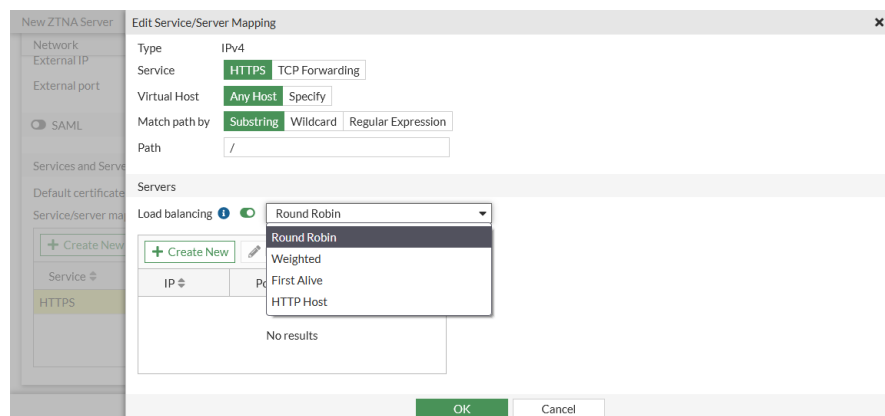 New ZTNA Server
Edit Service/Server Mapping
Network
External IP
External port
SAML
Services and Serve
Default certificate
Service/server ma
Create New
Service
HTTPS
Type IPv4
Service HTTPS TCP Forwarding
Virtual Host Any Host Specify
Match path by Substring Wildcard Regular Expression
Path /
Servers
Load balancing Round Robin
Round Robin
Weighted
First Alive
HTTP Host
Create New
IP Po
No results
OK Cancel